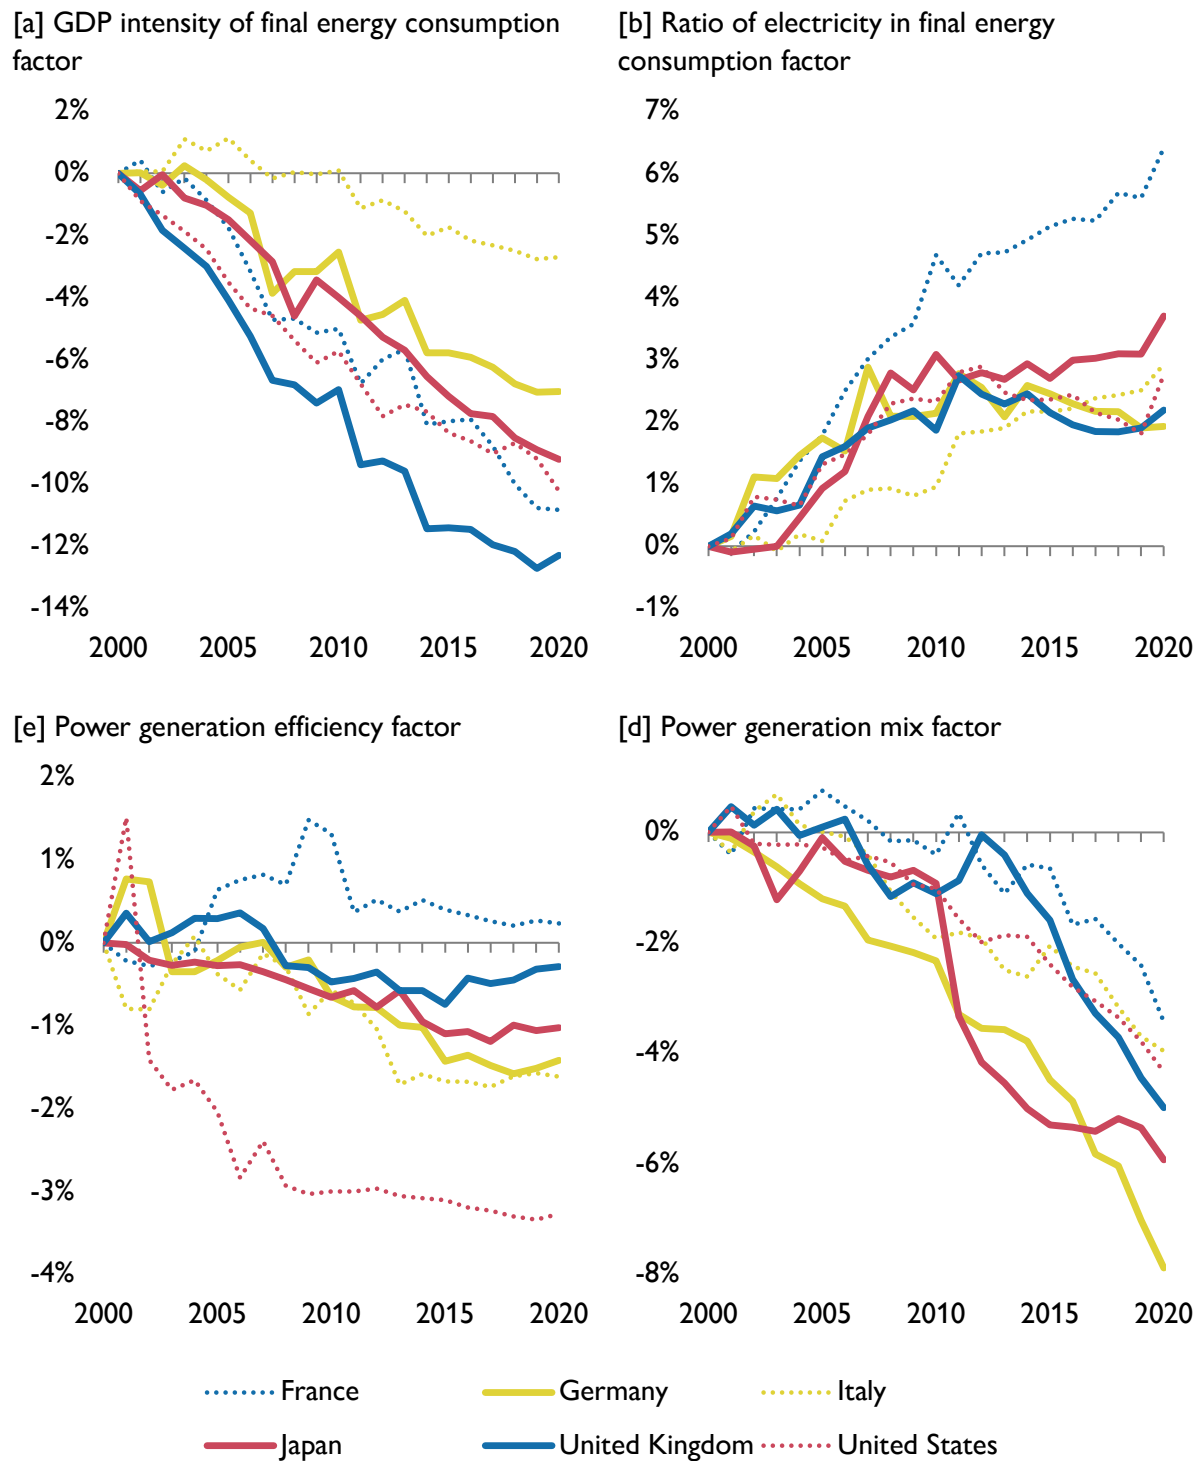 [a] GDP intensity of final energy consumption
factor
2%
0%
-2%
-4%
-6%
-8%
-10%
-12%
-14%
2000 2005 2010 2015 2020
[b] Ratio of electricity in final energy
consumption factor
7%
6%
5%
4%
3%
2%
1%
0%
-1%
2000 2005 2010 2015 2020
[e] Power generation efficiency factor
2%
1%
0%
-1%
-2%
-3%
-4%
2000 2005 2010 2015 2020
[d] Power generation mix factor
0%
-2%
-4%
-6%
-8%
2000 2005 2010 2015 2020
France Germany Italy
Japan United Kingdom United States